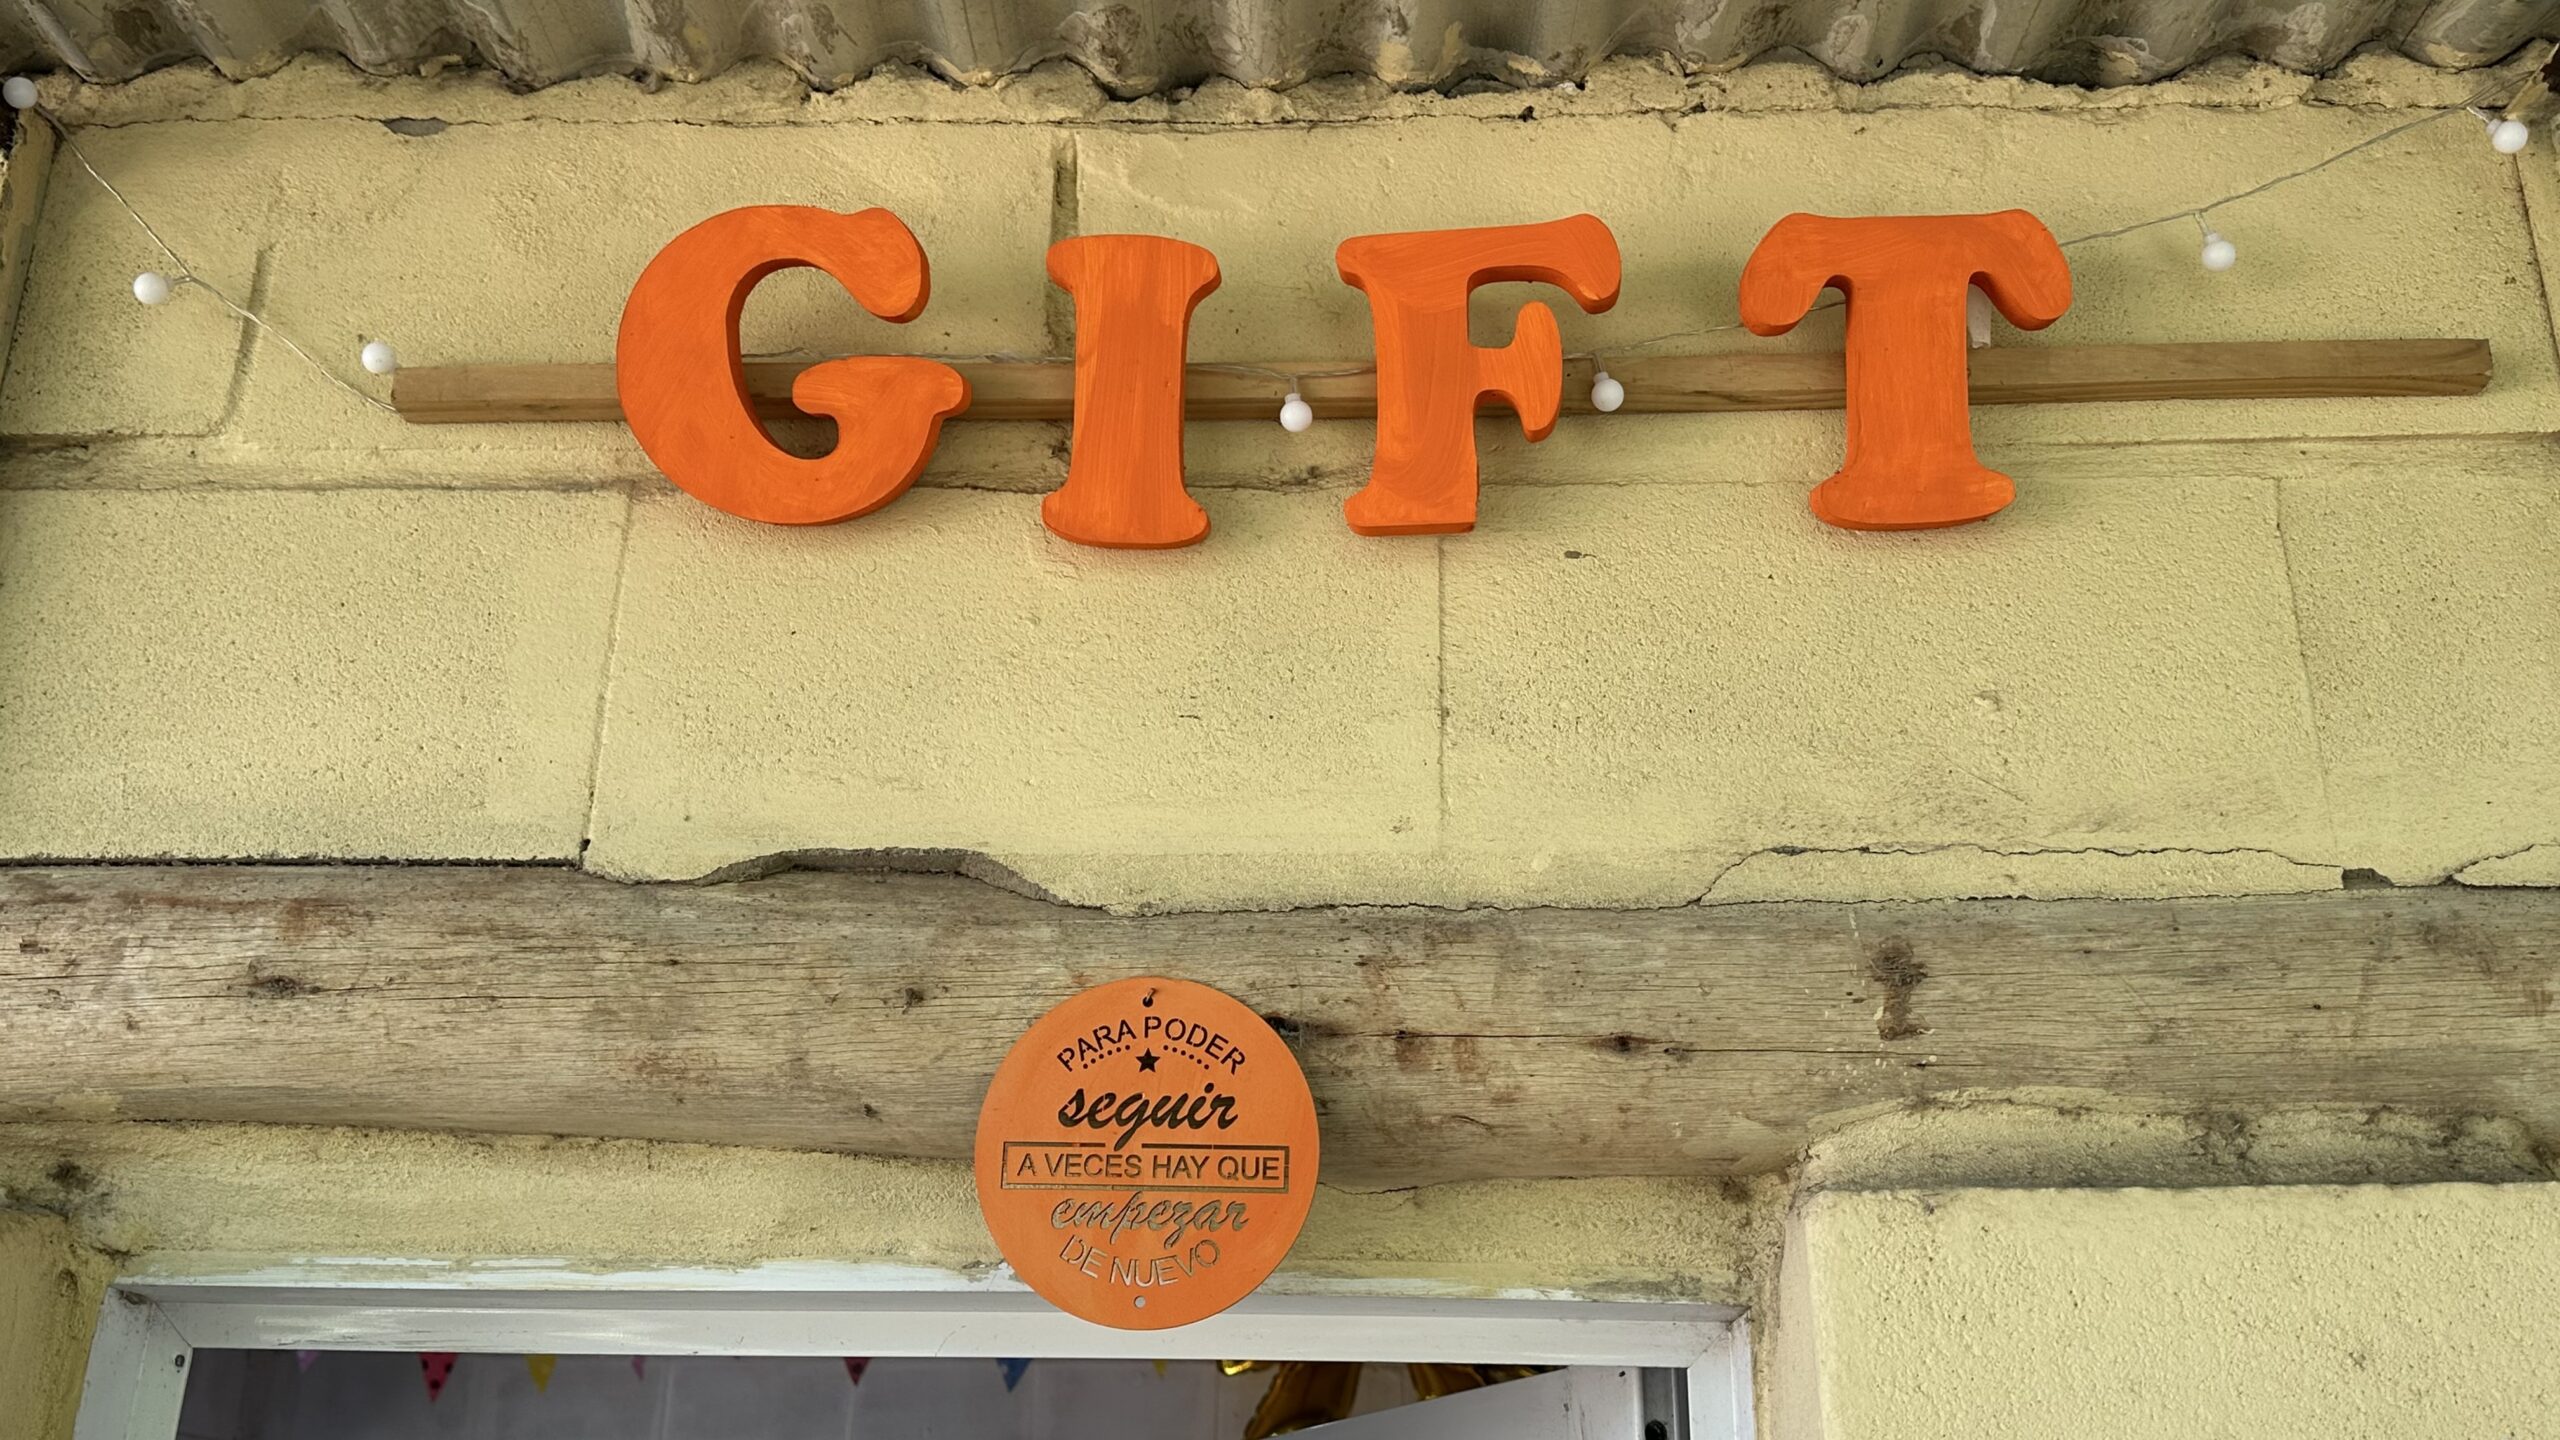 GIFT
PARA PODER
seguir
A VECES HAY QUE
empezar
DE NUEVO